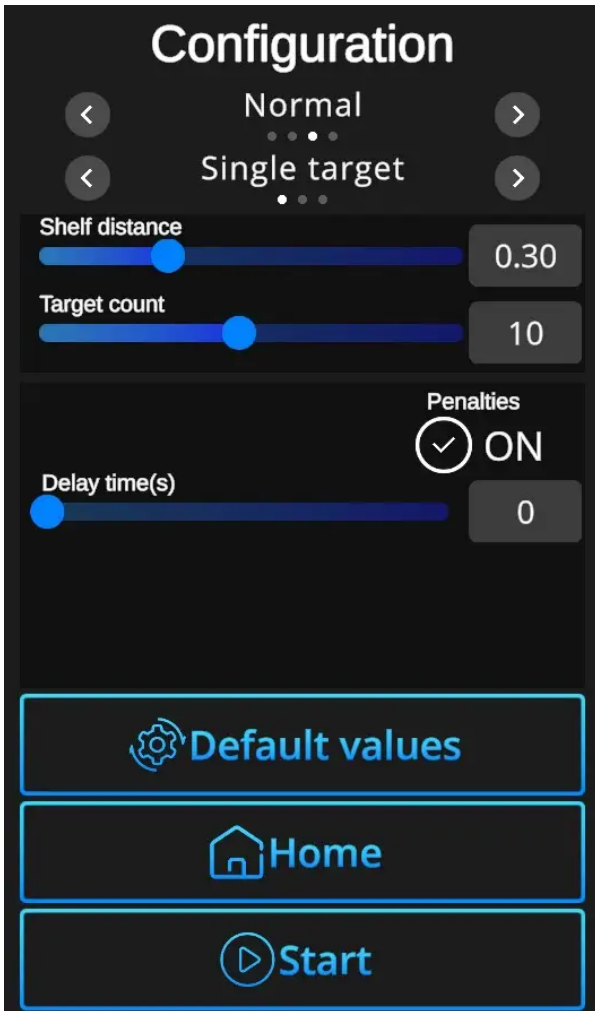 Configuration
Normal
Single target
Shelf distance
0.30
Target count
10
Penalties
ON
Delay time(s)
0
Default values
Home
Start